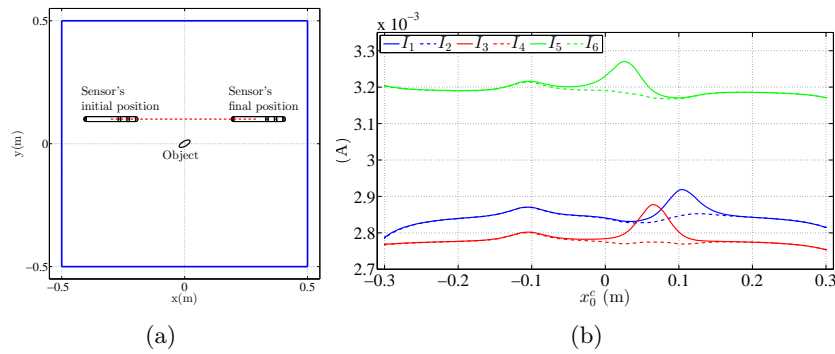 0.5
Sensor's
initial position
Sensor's
final position
Object
y(m)
0
−0.5
−0.5 0 0.5
x(m)
(a)
x 10⁻³
I₁ I₂ I₃ I₄ I₅ I₆
3.3
3.2
3.1
3
2.9
2.8
2.7
(A)
−0.3 −0.2 −0.1 0 0.1 0.2 0.3
x₀ᶜ (m)
(b)